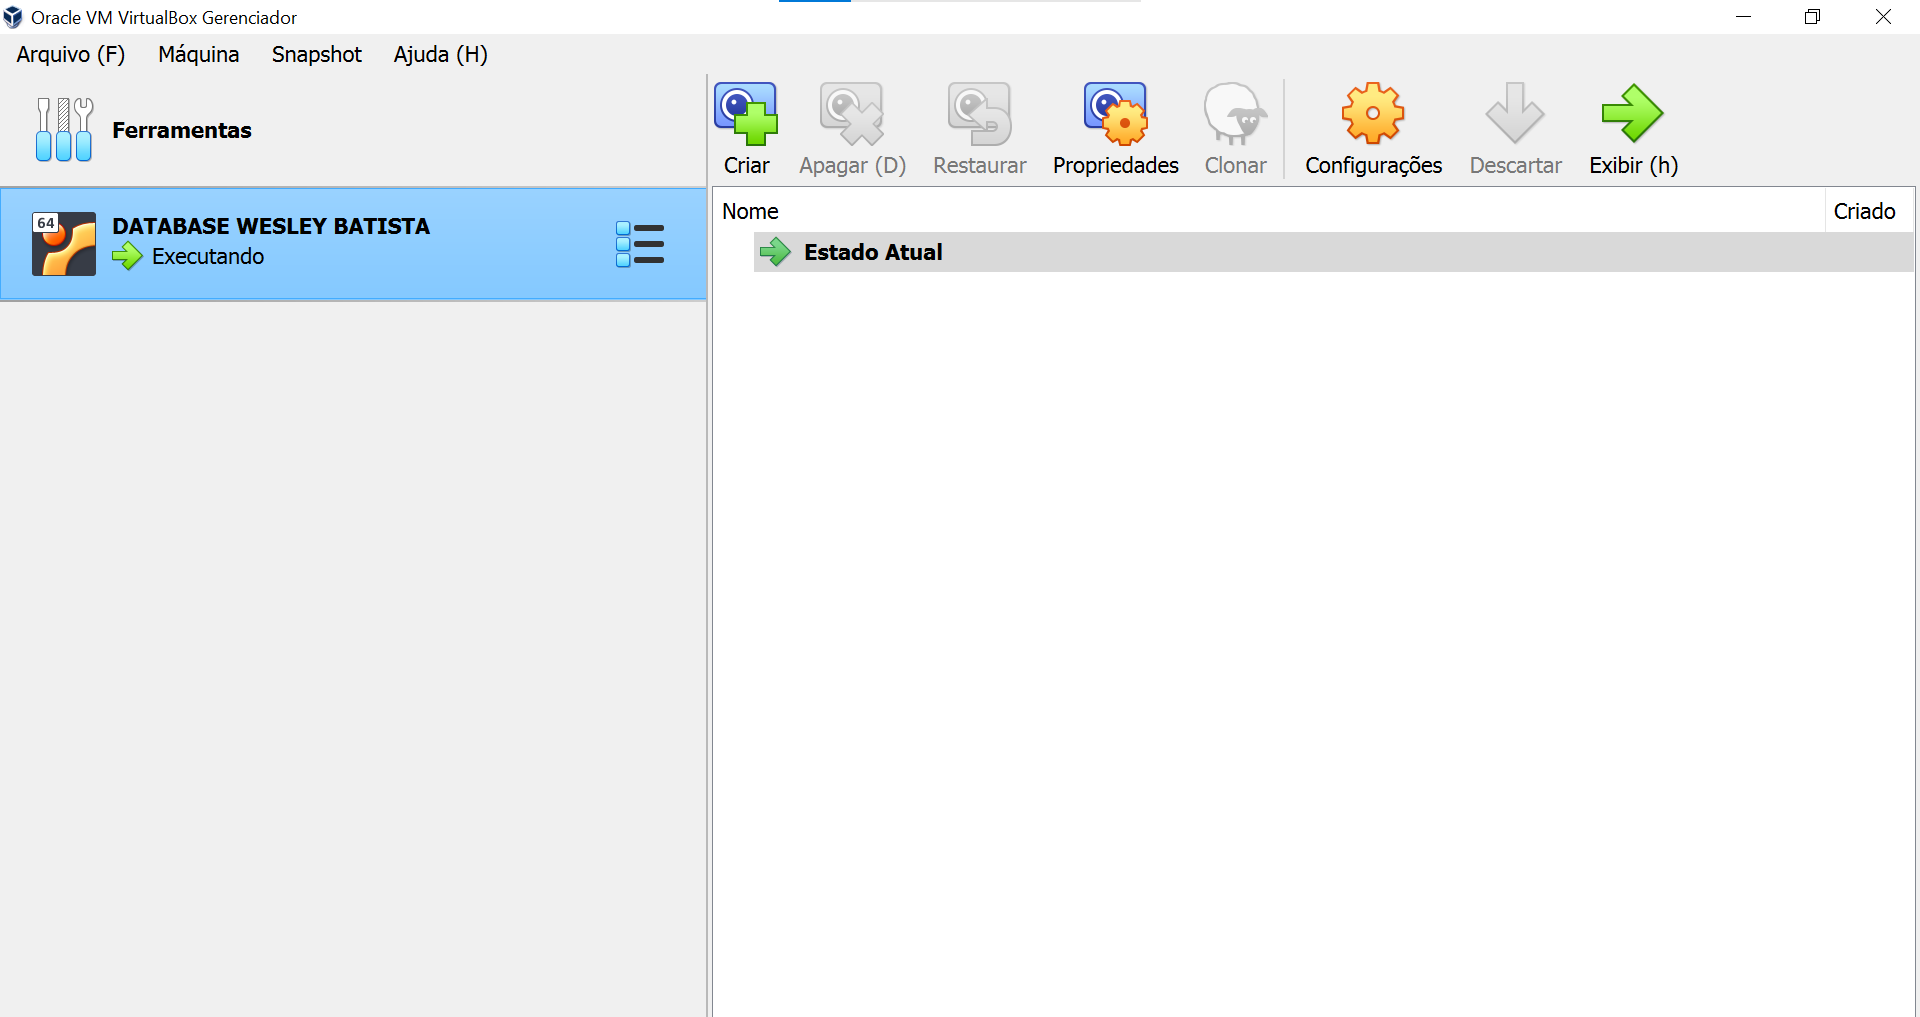 Oracle VM VirtualBox Gerenciador
Arquivo (F) Máquina Snapshot Ajuda (H)
Ferramentas
64
DATABASE WESLEY BATISTA
Executando
Criar Apagar (D) Restaurar Propriedades Clonar Configurações Descartar Exibir (h)
Nome Criado
Estado Atual